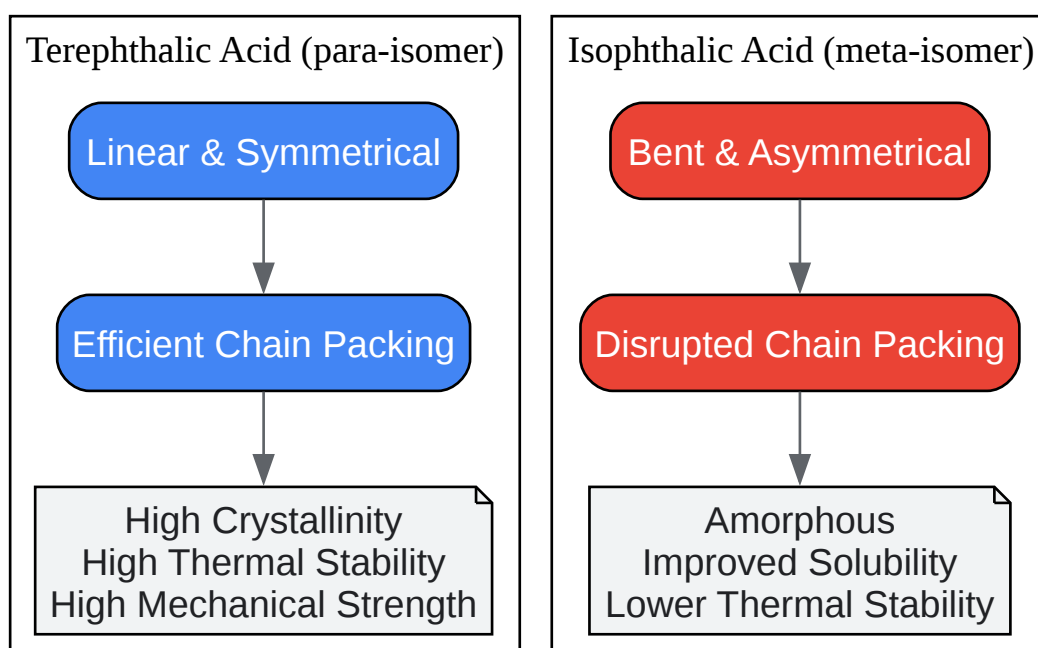 Terephthalic Acid (para-isomer)
Linear & Symmetrical
Efficient Chain Packing
High Crystallinity
High Thermal Stability
High Mechanical Strength
Isophthalic Acid (meta-isomer)
Bent & Asymmetrical
Disrupted Chain Packing
Amorphous
Improved Solubility
Lower Thermal Stability